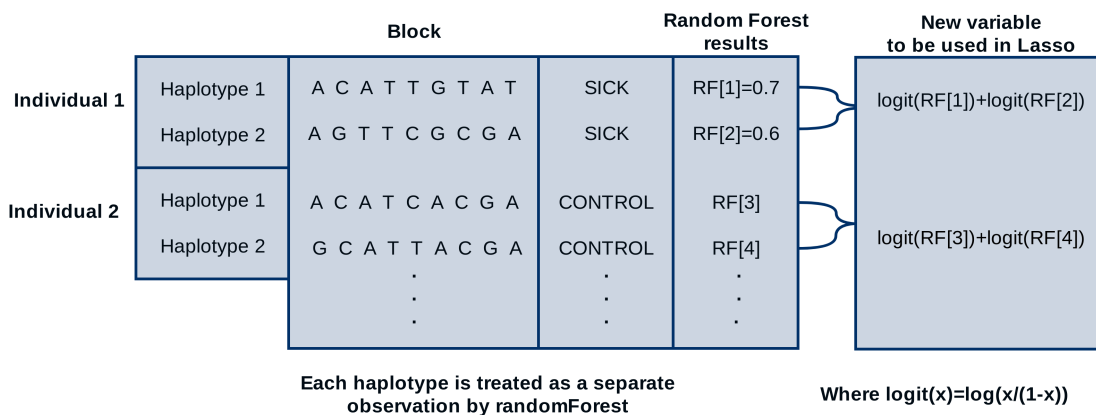 Block
Random Forest
results
New variable
to be used in Lasso
Individual 1
Haplotype 1
A C A T T G T A T
SICK
RF[1]=0.7
logit(RF[1])+logit(RF[2])
Haplotype 2
A G T T C G C G A
SICK
RF[2]=0.6
Individual 2
Haplotype 1
A C A T C A C G A
CONTROL
RF[3]
logit(RF[3])+logit(RF[4])
Haplotype 2
G C A T T A C G A
CONTROL
RF[4]
Each haplotype is treated as a separate
observation by randomForest
Where logit(x)=log(x/(1-x))